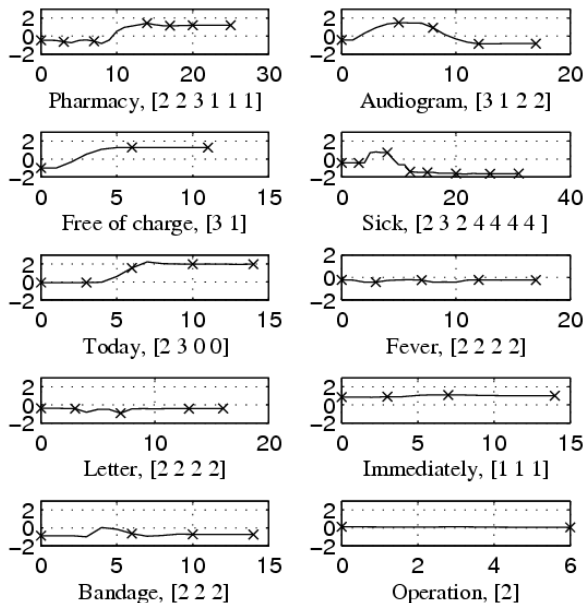 2
0
-2
0 10 20 30
Pharmacy, [2 2 3 1 1 1]
2
0
-2
0 10 20
Audiogram, [3 1 2 2]
2
0
-2
0 5 10 15
Free of charge, [3 1]
2
0
-2
0 20 40
Sick, [2 3 2 4 4 4 4 ]
2
0
-2
0 5 10 15
Today, [2 3 0 0]
2
0
-2
0 10 20
Fever, [2 2 2 2]
2
0
-2
0 10 20
Letter, [2 2 2 2]
2
0
-2
0 5 10 15
Immediately, [1 1 1]
2
0
-2
0 5 10 15
Bandage, [2 2 2]
2
0
-2
0 2 4 6
Operation, [2]